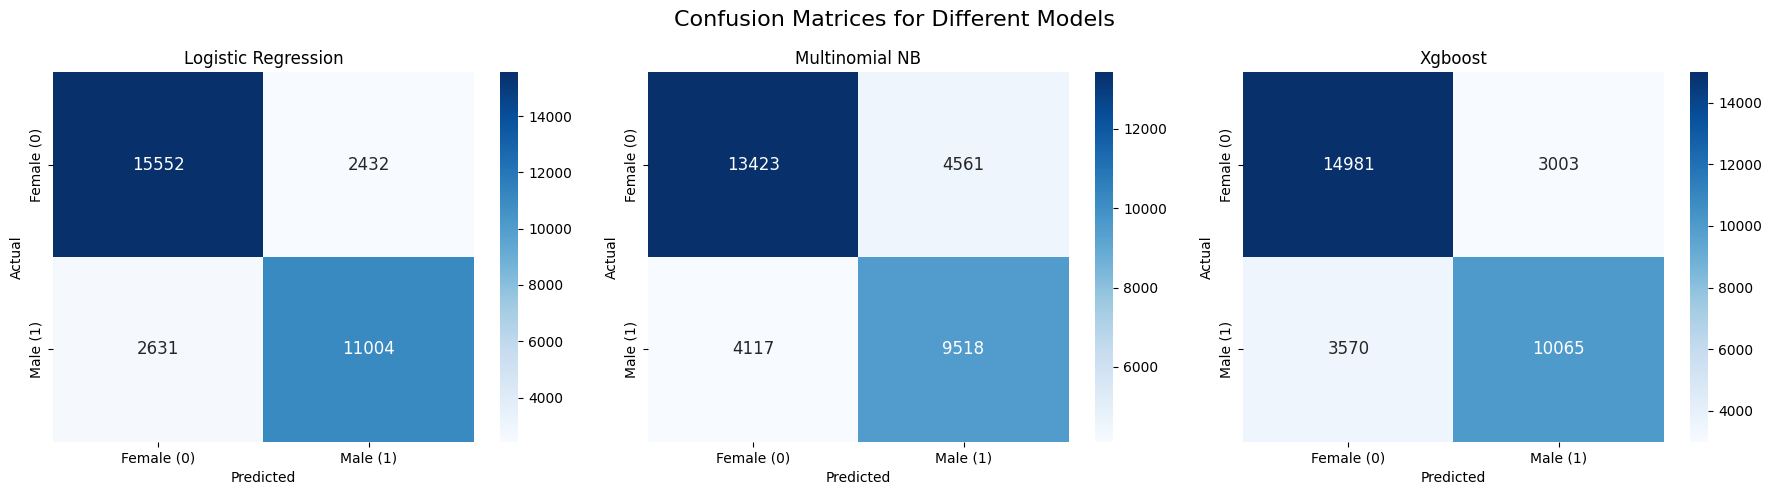 Confusion Matrices for Different Models
Logistic Regression
Actual
Female (0)
Male (1)
15552 2432
2631 11004
Female (0) Male (1)
Predicted
14000
12000
10000
8000
6000
4000
Multinomial NB
Actual
Female (0)
Male (1)
13423 4561
4117 9518
Female (0) Male (1)
Predicted
12000
10000
8000
6000
Xgboost
Actual
Female (0)
Male (1)
14981 3003
3570 10065
Female (0) Male (1)
Predicted
14000
12000
10000
8000
6000
4000